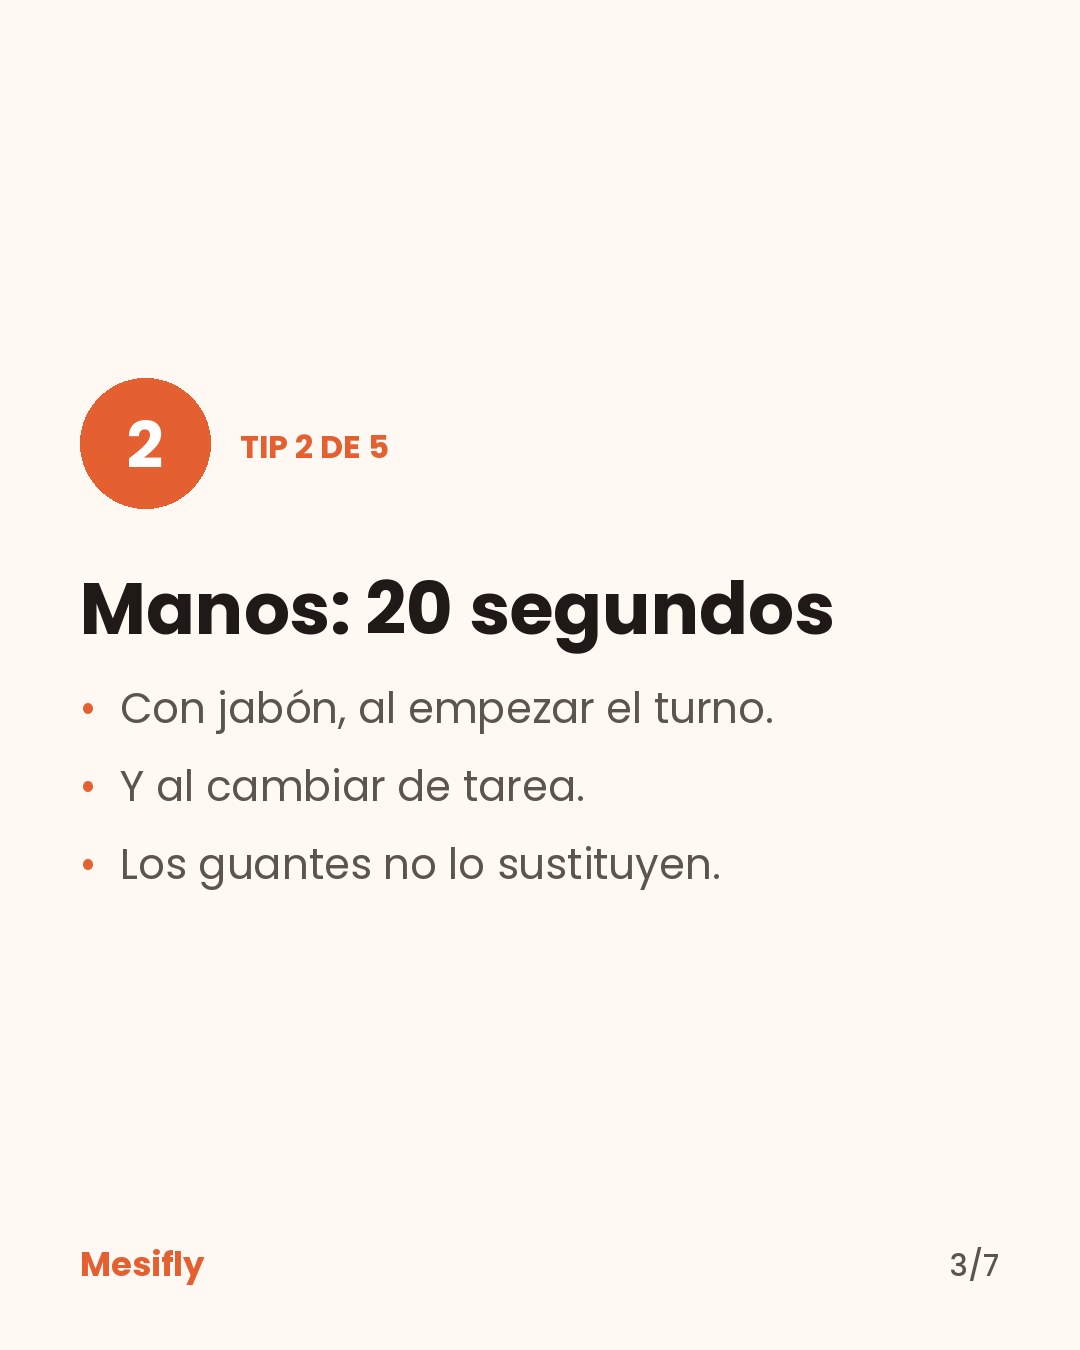 2
TIP 2 DE 5
Manos: 20 segundos
• Con jabón, al empezar el turno.
• Y al cambiar de tarea.
• Los guantes no lo sustituyen.
Mesifly
3/7